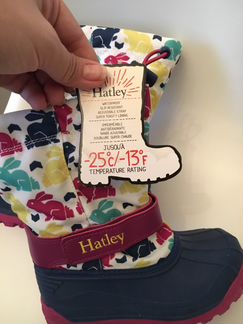 Hatley
WATERPROOF
SLIP RESISTANT
ADJUSTABLE STRAP
SUPER TOASTY LINING
IMPERMÉABLE
ANTIDÉRAPANTE
SANGLE AJUSTABLE
DOUBLURE SUPER CHAUDE
JUSQU'À
-25°C/-13°F
TEMPERATURE RATING
Hatley